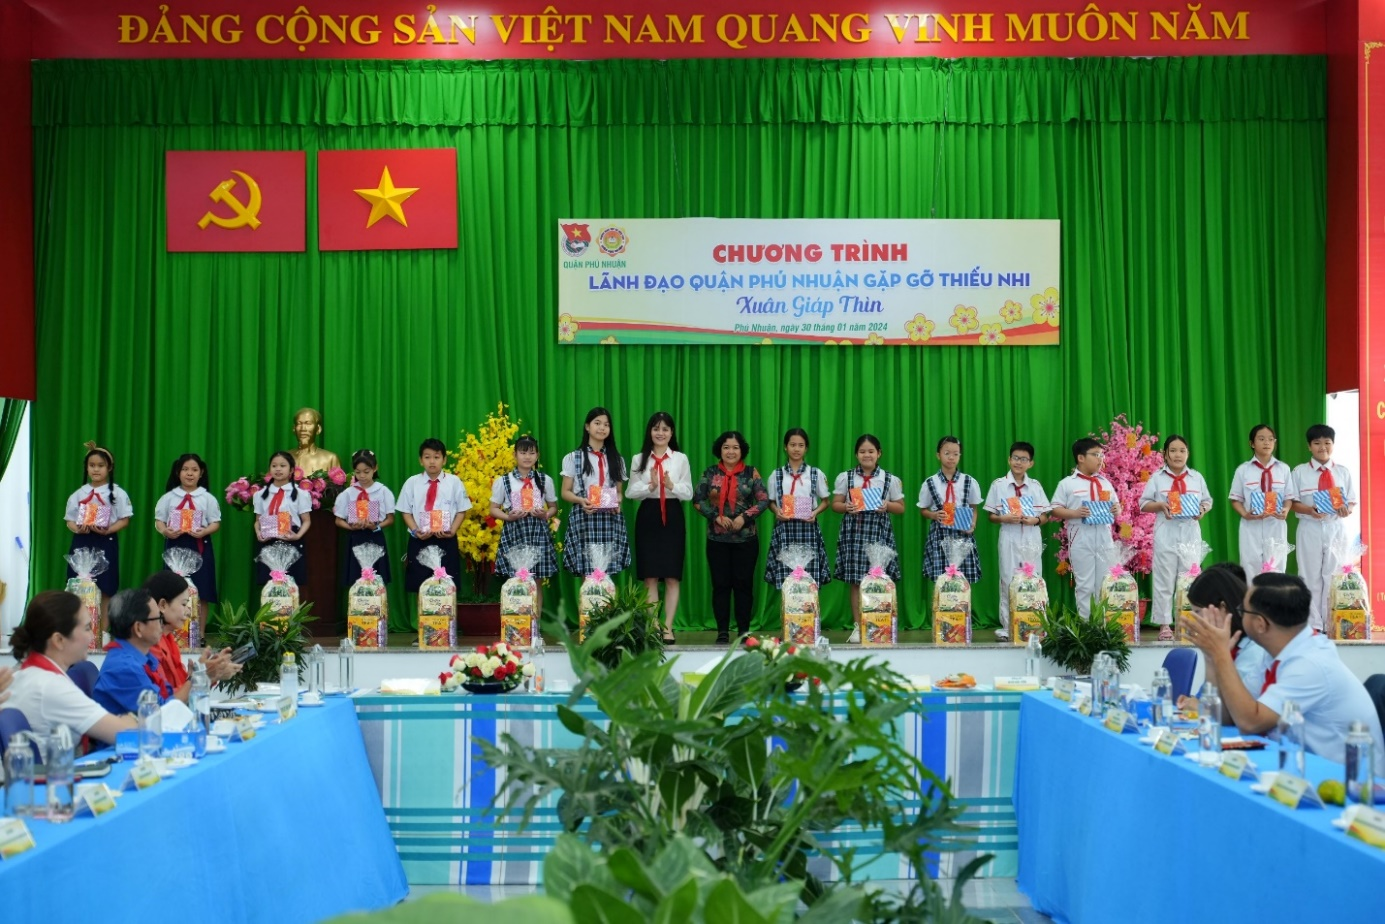 ĐẢNG CỘNG SẢN VIỆT NAM QUANG VINH MUÔN NĂM
QUẬN PHÚ NHUẬN
CHƯƠNG TRÌNH
LÃNH ĐẠO QUẬN PHÚ NHUẬN GẶP GỠ THIẾU NHI
Xuân Giáp Thìn
Phú Nhuận, ngày 30 tháng 01 năm 2024